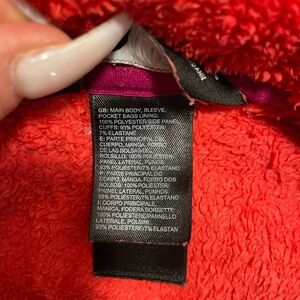 GB: MAIN BODY, SLEEVE,
POCKET BAGS LINING:
100% POLYESTER/SIDE PANEL,
CUFFS: 93% POLYESTER/
7% ELASTANE
E: PARTE PRINCIPAL DEL
CUERPO, MANGA, FORRO DE
LAS BOLSAS DEL
BOLSILLO: 100% POLIÉSTER/
PANEL LATERAL, PUÑOS:
93% POLIÉSTER/7% ELASTANO
P: PARTE PRINCIPAL DO
CORPO, MANGA, FORRO DOS
BOLSOS: 100% POLIÉSTER/
PAINEL LATERAL, PUNHOS:
93% POLIÉSTER/7% ELASTANO
I: CORPO PRINCIPALE,
MANICA, FODERA BORSETTE:
100% POLIESTERE/PANNELLO
LATERALE, POLSINI:
93% POLIESTERE/7% ELASTAN